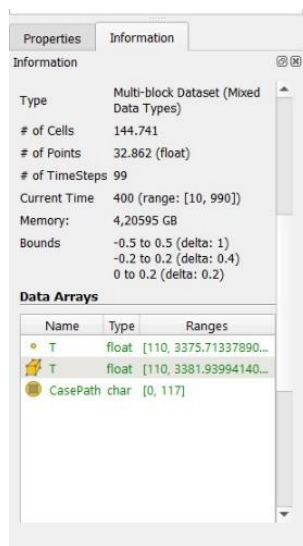 Properties
Information
Information
Type
Multi-block Dataset (Mixed
Data Types)
# of Cells
144.741
# of Points
32.862 (float)
# of TimeSteps 99
Current Time
400 (range: [10, 990])
Memory:
4,20595 GB
Bounds
-0.5 to 0.5 (delta: 1)
-0.2 to 0.2 (delta: 0.4)
0 to 0.2 (delta: 0.2)
Data Arrays
Name Type Ranges
T float [110, 3375.71337890...
T float [110, 3381.93994140...
CasePath char [0, 117]